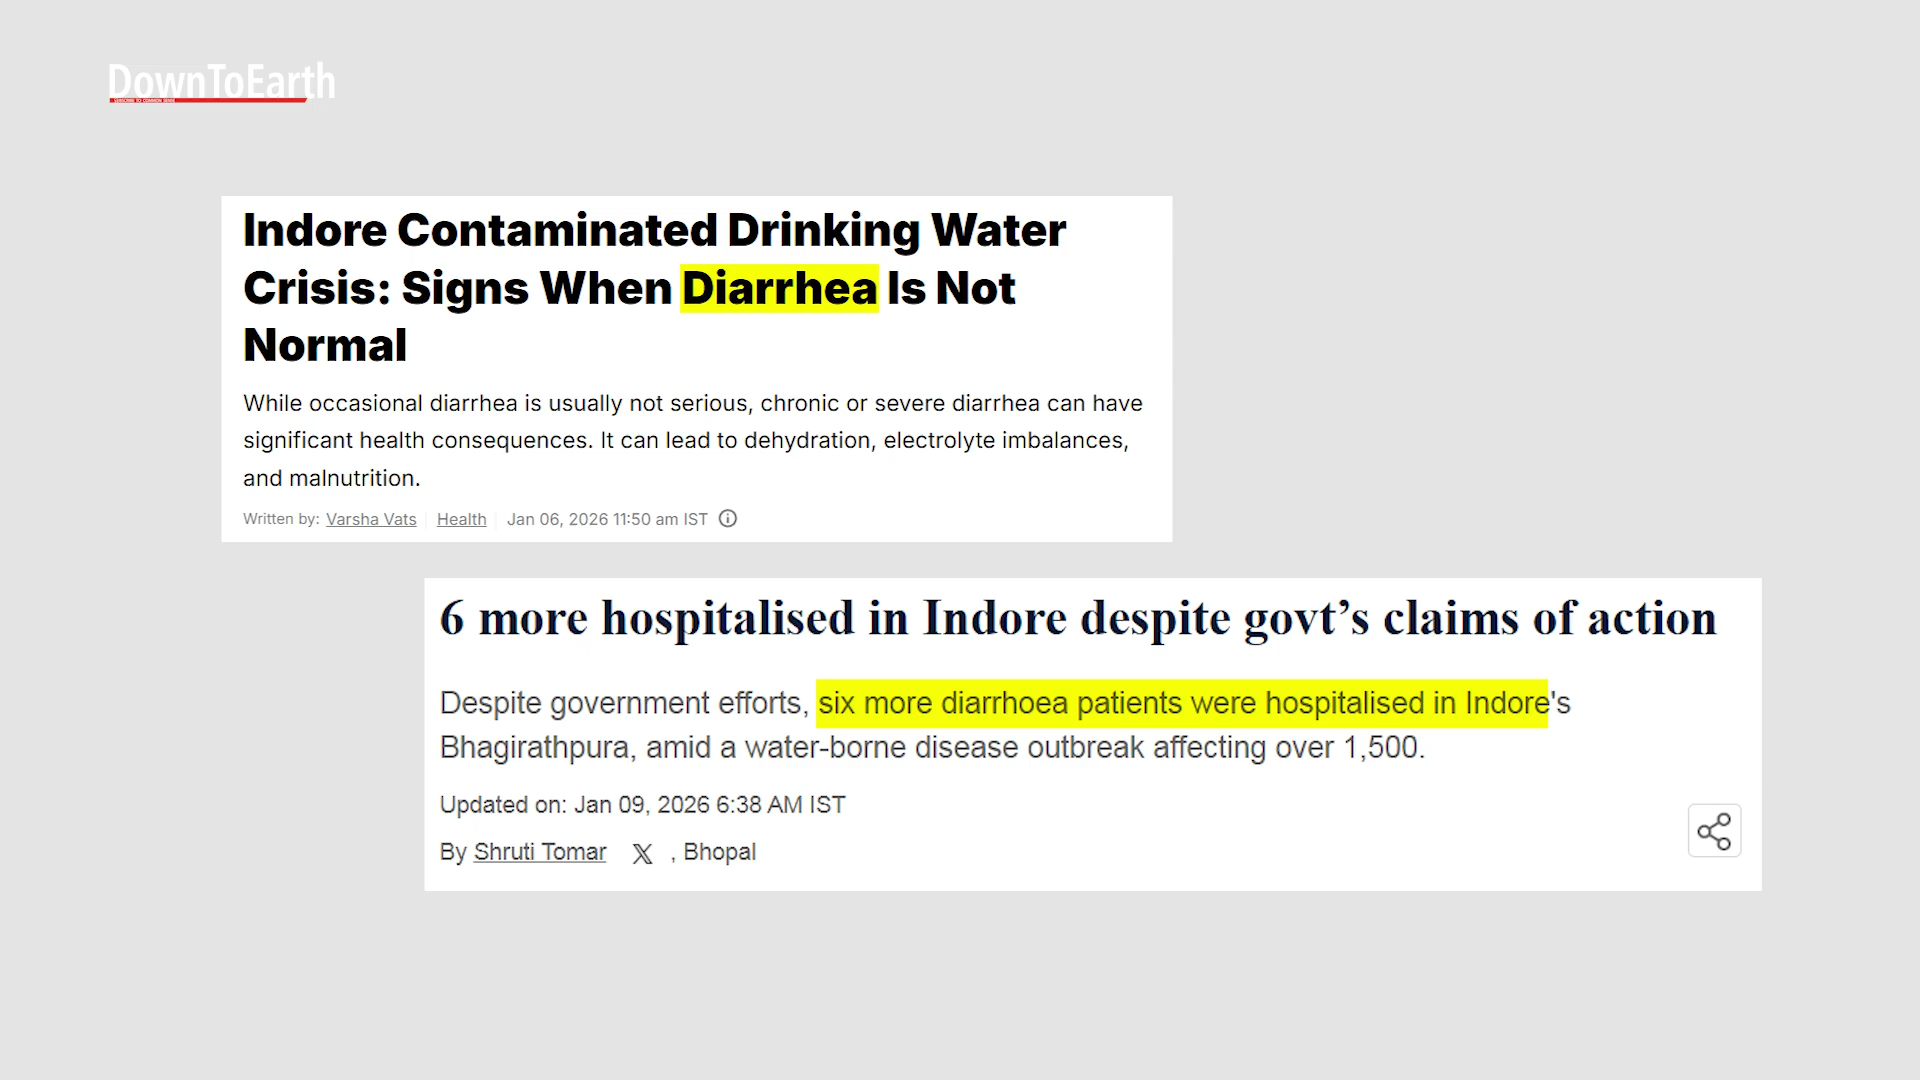 DownToEarth
SUBSCRIBE TO COMMON SENSE
Indore Contaminated Drinking Water
Crisis: Signs When Diarrhea Is Not
Normal
While occasional diarrhea is usually not serious, chronic or severe diarrhea can have
significant health consequences. It can lead to dehydration, electrolyte imbalances,
and malnutrition.
Written by: Varsha Vats Health Jan 06, 2026 11:50 am IST
6 more hospitalised in Indore despite govt’s claims of action
Despite government efforts, six more diarrhoea patients were hospitalised in Indore's
Bhagirathpura, amid a water-borne disease outbreak affecting over 1,500.
Updated on: Jan 09, 2026 6:38 AM IST
By Shruti Tomar X , Bhopal